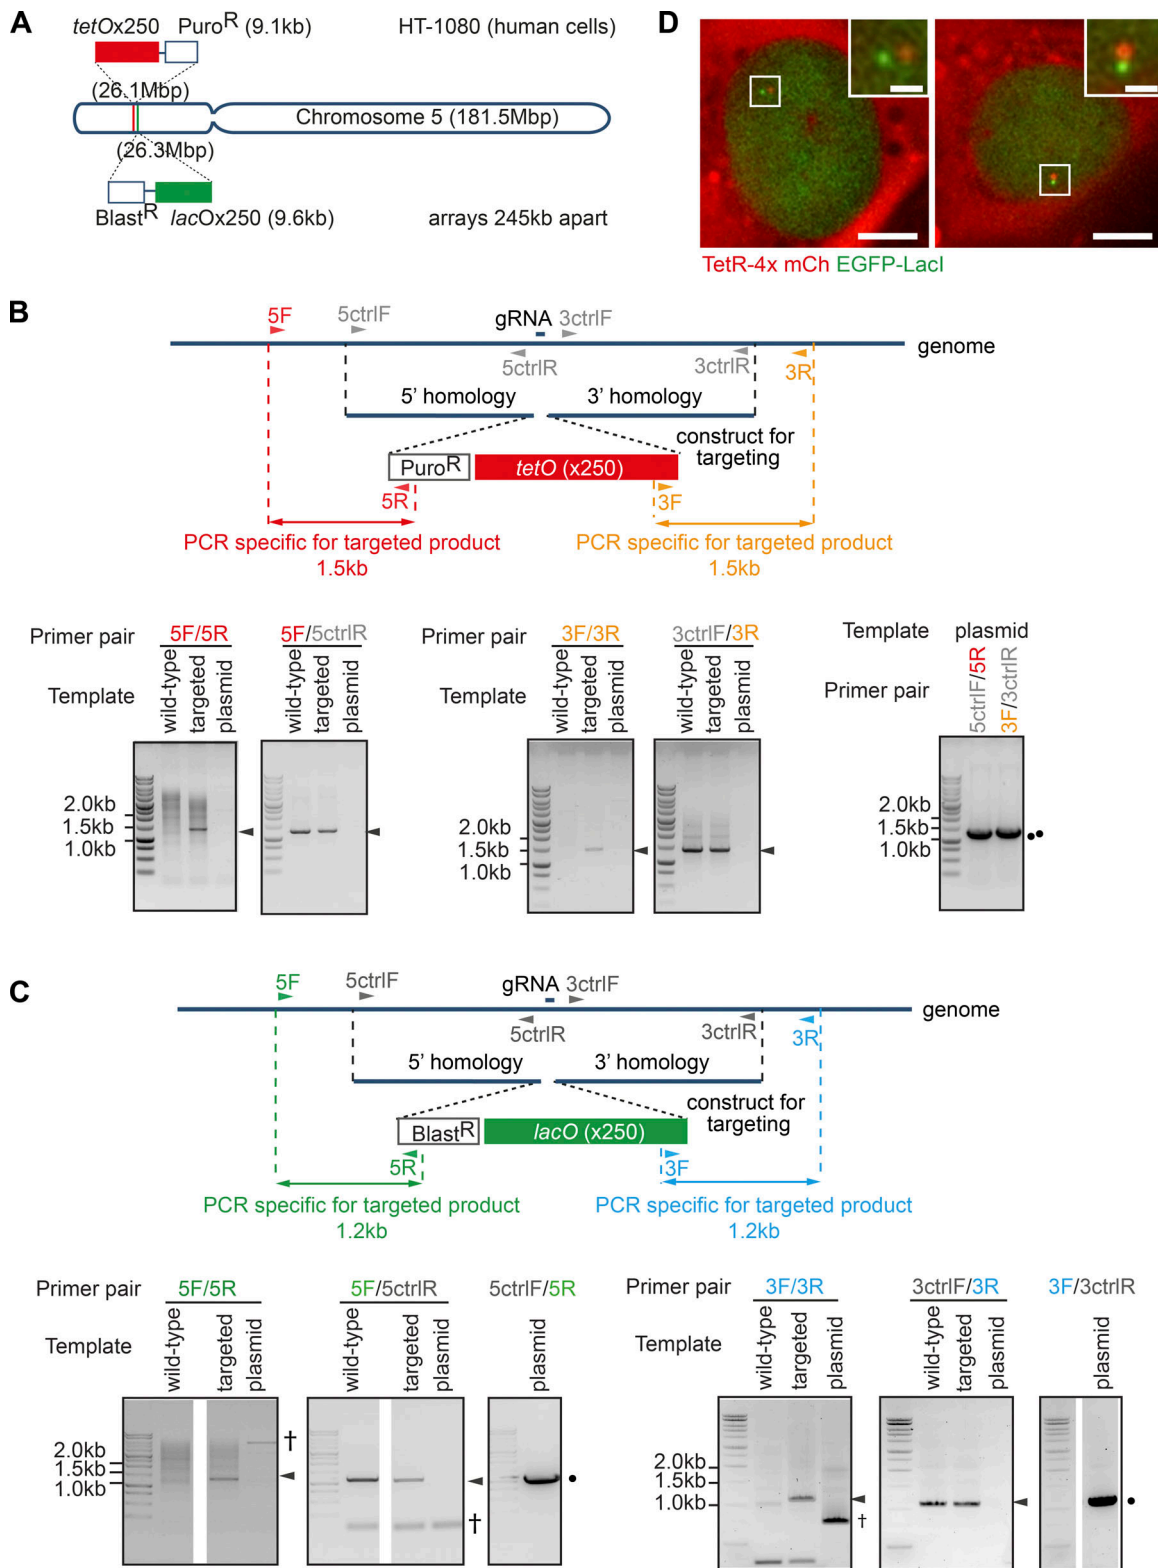 A
tetOx250 Puro^R (9.1kb) HT-1080 (human cells)
(26.1Mbp)
Chromosome 5 (181.5Mbp)
(26.3Mbp)
Blast^R lacOx250 (9.6kb) arrays 245kb apart
D
TetR-4x mCh EGFP-LacI
B
5F 5ctrlF gRNA 3ctrlF
genome
5ctrlR 3ctrlR 3R
5' homology 3' homology
construct for
targeting
Puro^R tetO (x250)
5R 3F
PCR specific for targeted product PCR specific for targeted product
1.5kb 1.5kb
Primer pair 5F/5R 5F/5ctrlR
Template wild-type targeted plasmid wild-type targeted plasmid
2.0kb
1.5kb
1.0kb
Primer pair 3F/3R 3ctrlF/3R
Template wild-type targeted plasmid wild-type targeted plasmid
2.0kb
1.5kb
1.0kb
Template plasmid
Primer pair 5ctrlF/5R 3F/3ctrlR
2.0kb
1.5kb
1.0kb
C
5F 5ctrlF gRNA 3ctrlF
genome
5ctrlR 3ctrlR 3R
5' homology 3' homology
construct for
targeting
Blast^R lacO (x250)
5R 3F
PCR specific for targeted product PCR specific for targeted product
1.2kb 1.2kb
Primer pair 5F/5R 5F/5ctrlR 5ctrlF/5R
Template wild-type targeted plasmid wild-type targeted plasmid plasmid
2.0kb †
1.5kb
1.0kb
†
Primer pair 3F/3R 3ctrlF/3R 3F/3ctrlR
Template wild-type targeted plasmid wild-type targeted plasmid plasmid
2.0kb
1.5kb
1.0kb
†